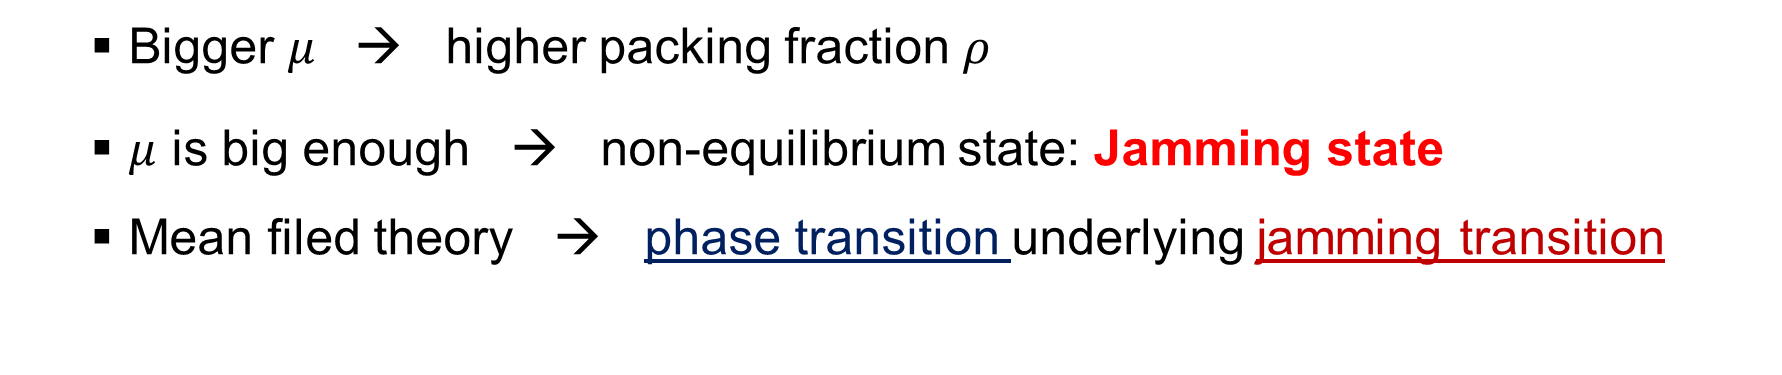 ▪ Bigger μ → higher packing fraction ρ
▪ μ is big enough → non-equilibrium state: Jamming state
▪ Mean filed theory → phase transition underlying jamming transition